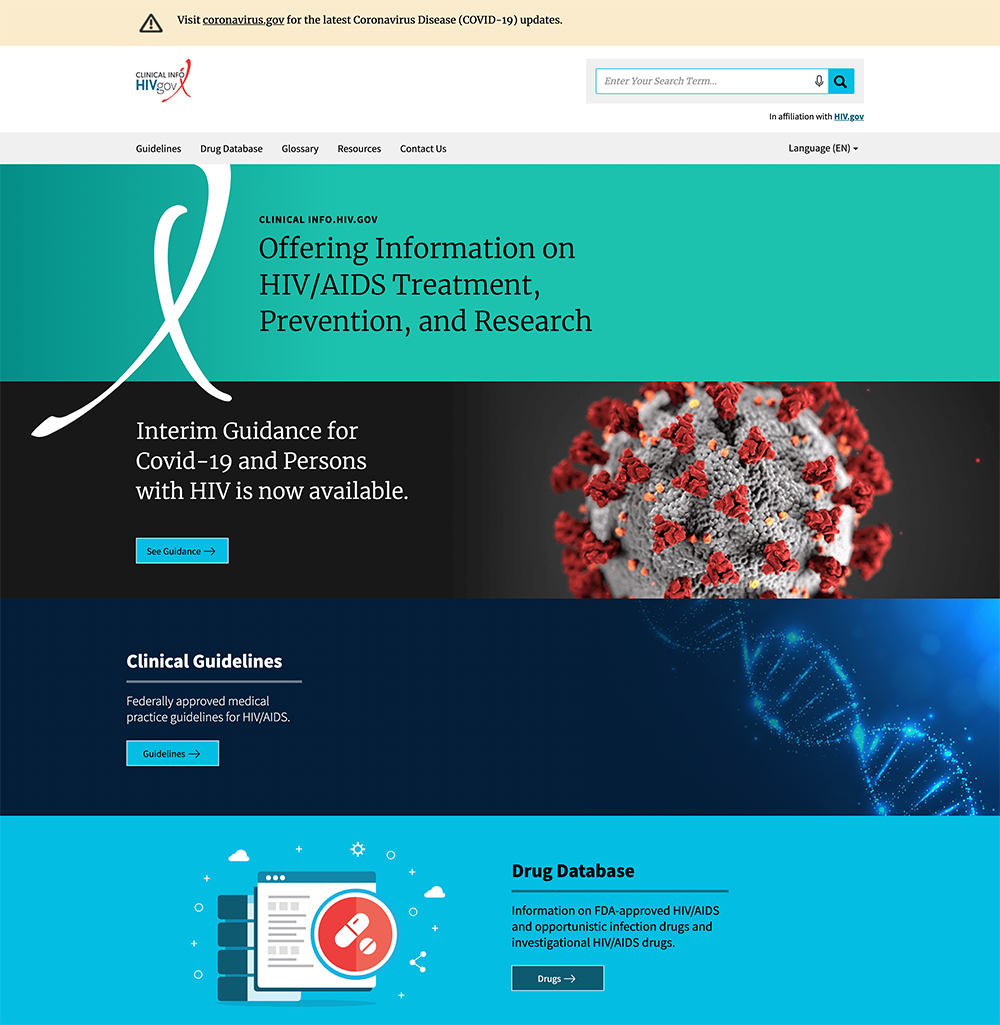 Visit coronavirus.gov for the latest Coronavirus Disease (COVID-19) updates.
CLINICAL INFO
HIVgov
Enter Your Search Term...
In affiliation with HIV.gov
Guidelines Drug Database Glossary Resources Contact Us Language (EN)
CLINICAL INFO.HIV.GOV
Offering Information on
HIV/AIDS Treatment,
Prevention, and Research
Interim Guidance for
Covid-19 and Persons
with HIV is now available.
See Guidance
Clinical Guidelines
Federally approved medical
practice guidelines for HIV/AIDS.
Guidelines
Drug Database
Information on FDA-approved HIV/AIDS
and opportunistic infection drugs and
investigational HIV/AIDS drugs.
Drugs